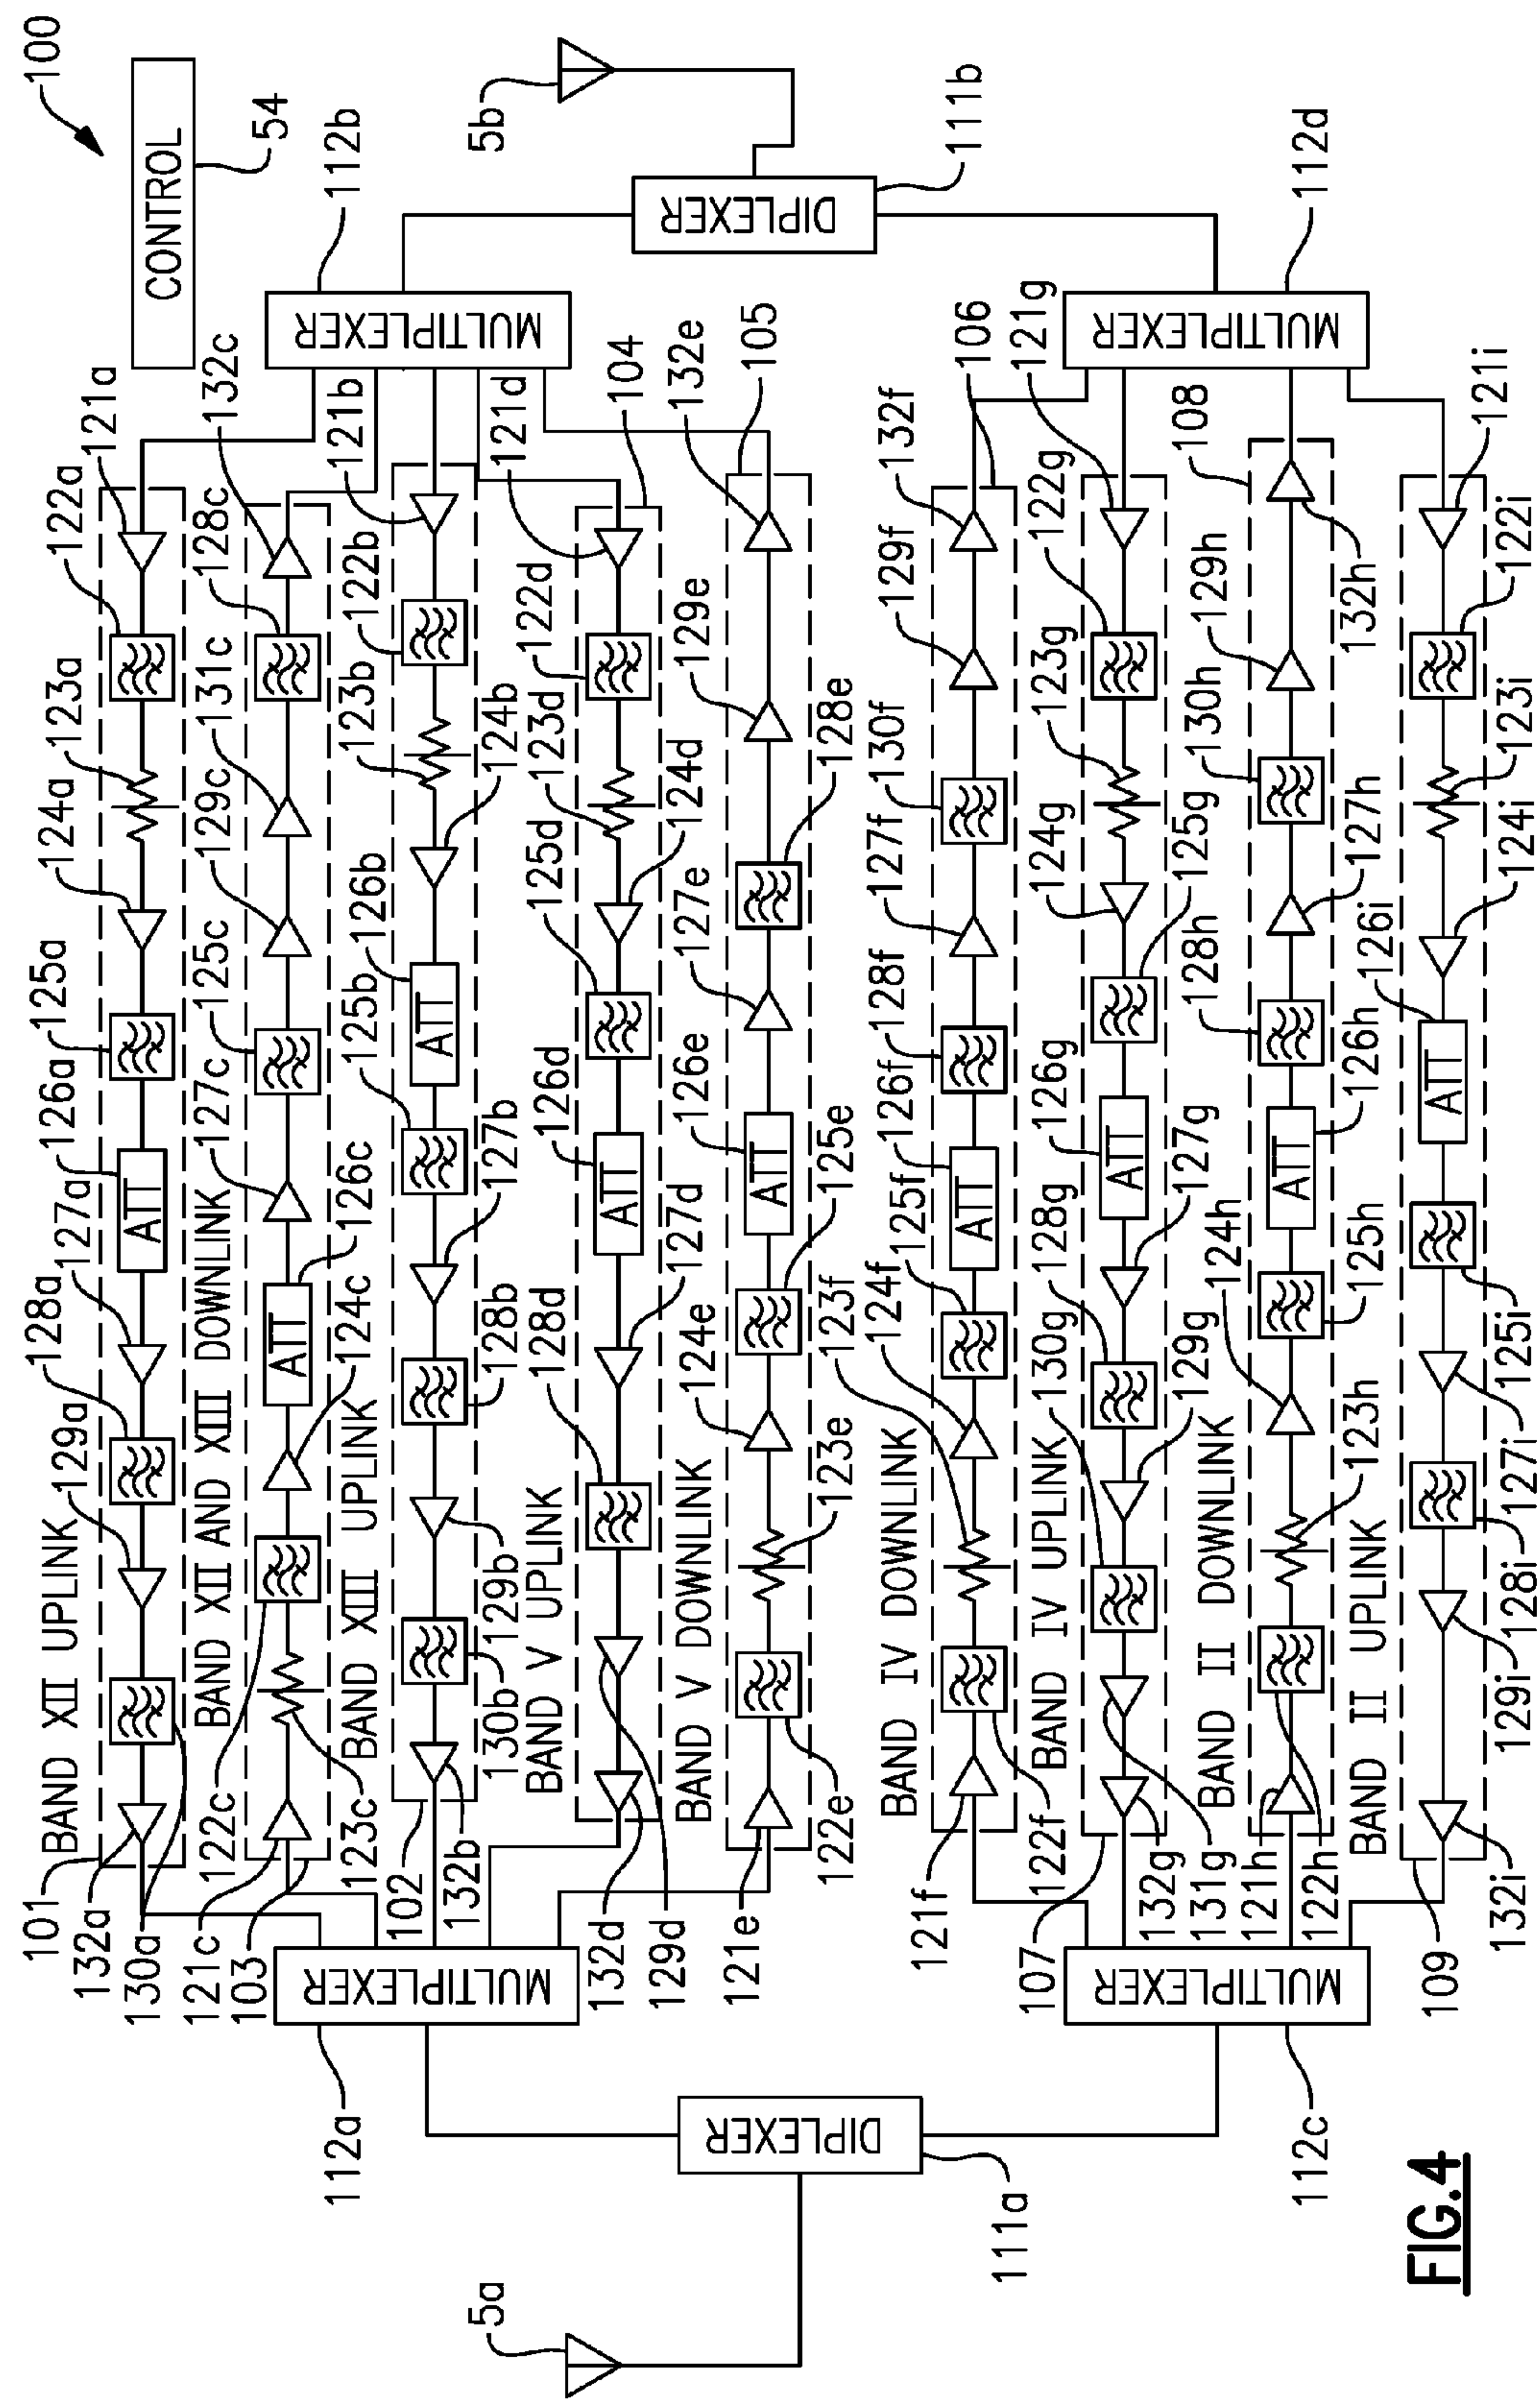 100
CONTROL
54
5b
111b
DIPLEXER
112b
MULTIPLEXER
112d
MULTIPLEXER
121a
122a
123a
124a
125a
126a
ATT
127a
128a
129a
BAND XII UPLINK
101
132a
130a
132c
128c
131c
129c
125c
127c
126c
ATT
124c
BAND XII AND XIII DOWNLINK
122c
123c
121c
103
121b
122b
123b
124b
126b
ATT
125b
127b
128b
129b
130b
BAND XIII UPLINK
102
132b
104
121d
122d
123d
124d
125d
126d
ATT
127d
128d
BAND V UPLINK
132d
129d
105
132e
129e
128e
127e
126e
ATT
125e
124e
123e
BAND V DOWNLINK
122e
121e
106
132f
129f
130f
127f
128f
126f
ATT
125f
124f
123f
BAND IV DOWNLINK
122f
121f
121g
122g
123g
124g
125g
126g
ATT
127g
128g
129g
130g
BAND IV UPLINK
107
132g
131g
108
132h
129h
130h
127h
128h
126h
ATT
125h
124h
123h
BAND II DOWNLINK
121h
122h
121i
122i
123i
124i
126i
ATT
125i
127i
128i
129i
BAND II UPLINK
132i
109
MULTIPLEXER
112a
MULTIPLEXER
112c
DIPLEXER
111a
5a
FIG.4